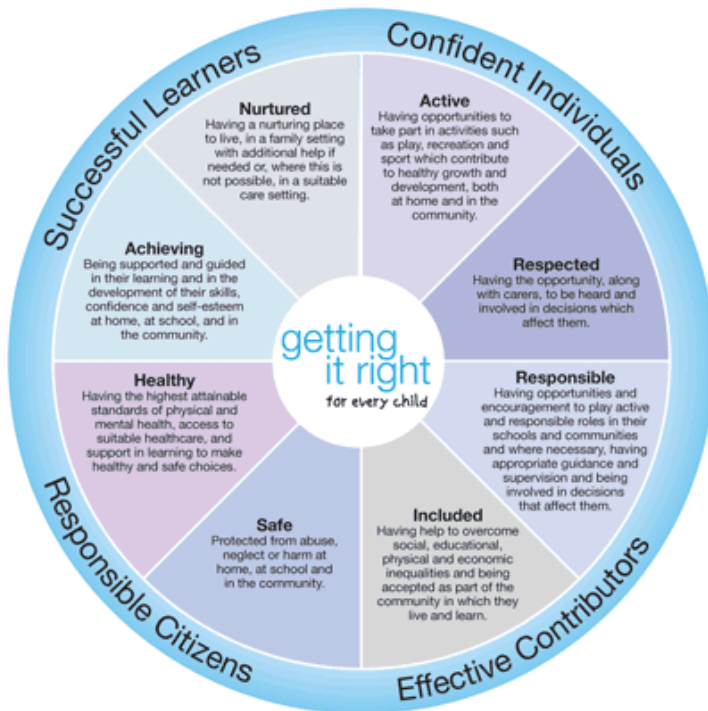 Successful Learners
Confident Individuals
Nurtured
Having a nurturing place
to live, in a family setting
with additional help if
needed or, where this is
not possible, in a suitable
care setting.
Active
Having opportunities to
take part in activities such
as play, recreation and
sport which contribute
to healthy growth and
development, both
at home and in the
community.
Achieving
Being supported and guided
in their learning and in the
development of their skills,
confidence and self-esteem
at home, at school, and in
the community.
Respected
Having the opportunity, along
with carers, to be heard and
involved in decisions which
affect them.
getting
it right
for every child
Healthy
Having the highest attainable
standards of physical and
mental health, access to
suitable healthcare, and
support in learning to make
healthy and safe choices.
Responsible
Having opportunities and
encouragement to play active
and responsible roles in their
schools and communities
and where necessary, having
appropriate guidance and
supervision and being
involved in decisions
that affect them.
Safe
Protected from abuse,
neglect or harm at
home, at school and
in the community.
Included
Having help to overcome
social, educational,
physical and economic
inequalities and being
accepted as part of the
community in which they
live and learn.
Responsible Citizens
Effective Contributors